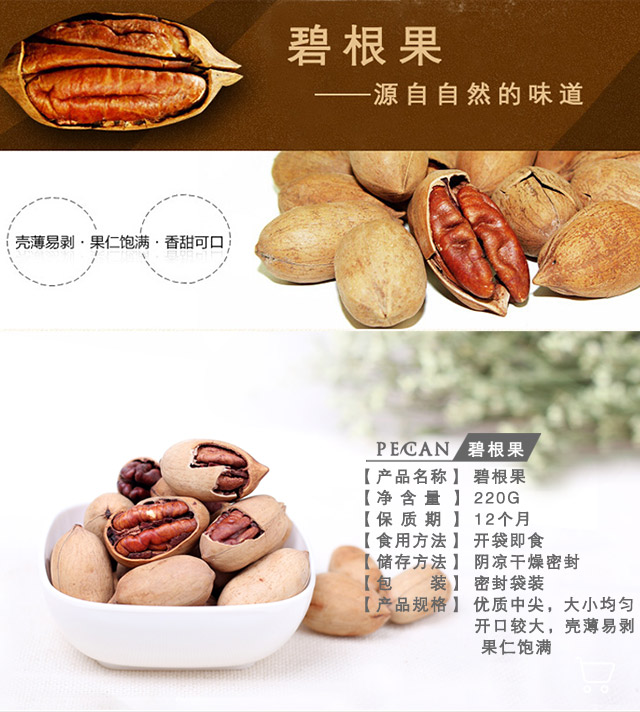 碧根果
——源自自然的味道
壳薄易剥·果仁饱满·香甜可口
PECAN 碧根果
【产品名称】 碧根果
【净含量】 220G
【保质期】 12个月
【食用方法】 开袋即食
【储存方法】 阴凉干燥密封
【包 装】 密封袋装
【产品规格】 优质中尖，大小均匀
开口较大，壳薄易剥
果仁饱满